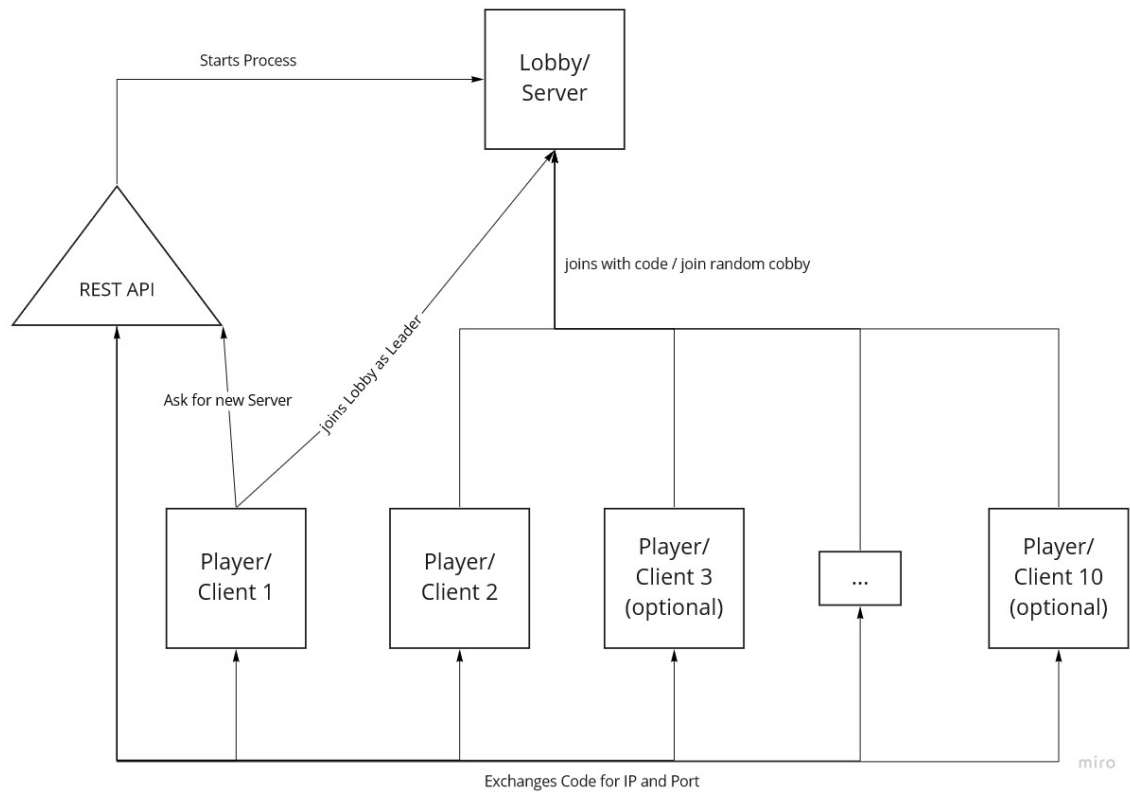 Starts Process
Lobby/
Server
REST API
joins with code / join random cobby
Ask for new Server
joins Lobby as Leader
Player/
Client 1
Player/
Client 2
Player/
Client 3
(optional)
...
Player/
Client 10
(optional)
Exchanges Code for IP and Port
miro